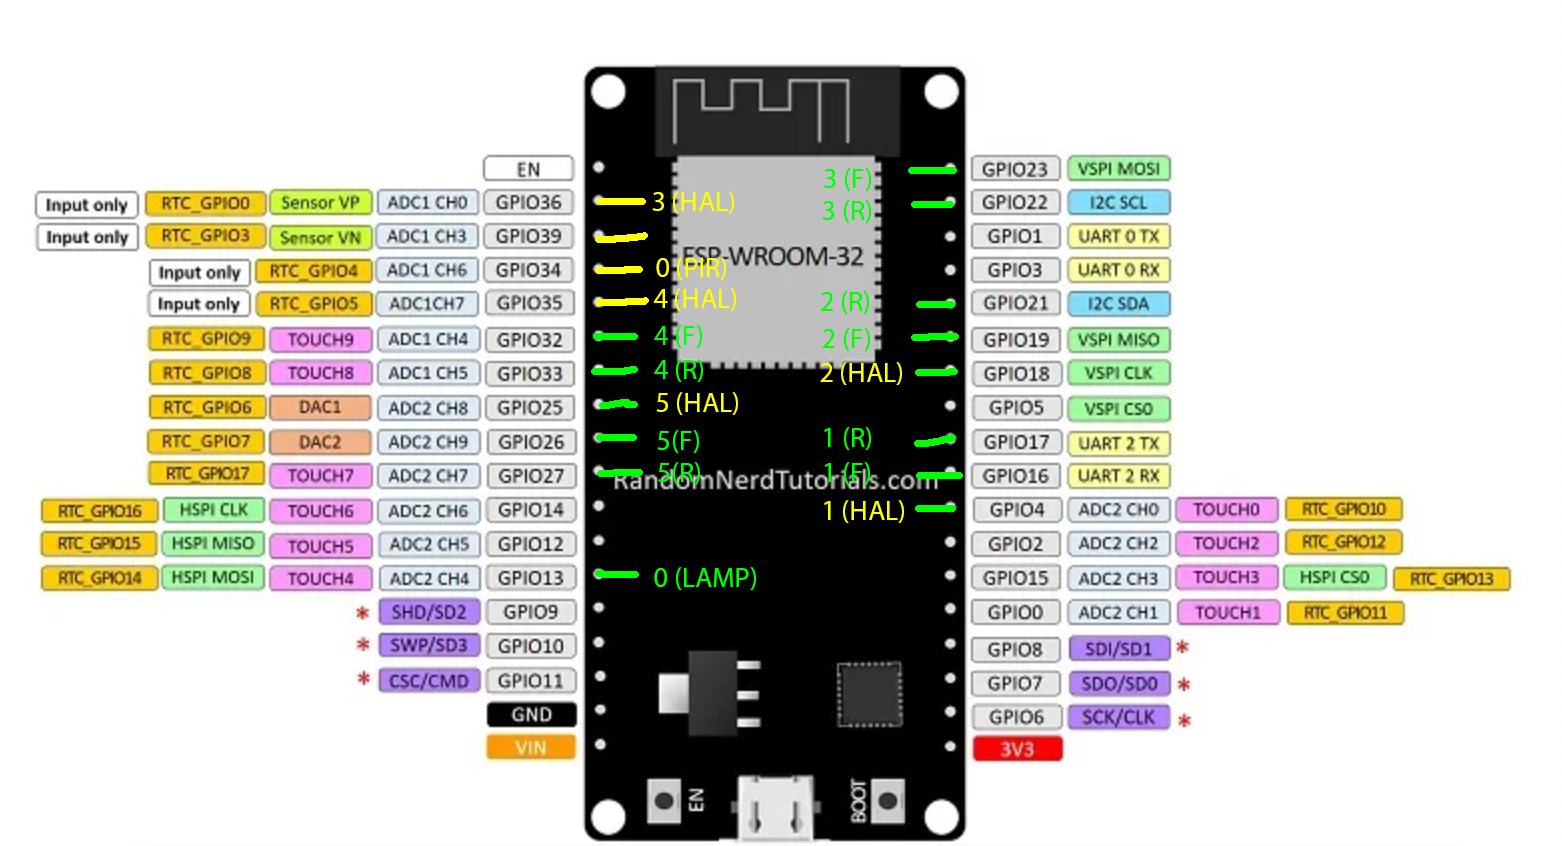 EN
3 (F) GPIO23 VSPI MOSI
Input only RTC_GPIO0 Sensor VP ADC1 CH0 GPIO36 3 (HAL) 3 (R) GPIO22 I2C SCL
Input only RTC_GPIO3 Sensor VN ADC1 CH3 GPIO39 GPIO1 UART 0 TX
ESP-WROOM-32
Input only RTC_GPIO4 ADC1 CH6 GPIO34 0 (PIR) GPIO3 UART 0 RX
Input only RTC_GPIO5 ADC1CH7 GPIO35 4 (HAL) 2 (R) GPIO21 I2C SDA
RTC_GPIO9 TOUCH9 ADC1 CH4 GPIO32 4 (F) 2 (F) GPIO19 VSPI MISO
RTC_GPIO8 TOUCH8 ADC1 CH5 GPIO33 4 (R) 2 (HAL) GPIO18 VSPI CLK
RTC_GPIO6 DAC1 ADC2 CH8 GPIO25 5 (HAL) GPIO5 VSPI CS0
RTC_GPIO7 DAC2 ADC2 CH9 GPIO26 5(F) 1 (R) GPIO17 UART 2 TX
RTC_GPIO17 TOUCH7 ADC2 CH7 GPIO27 5(R) 1 (F) GPIO16 UART 2 RX
RandomNerdTutorials.com
RTC_GPIO16 HSPI CLK TOUCH6 ADC2 CH6 GPIO14 1 (HAL) GPIO4 ADC2 CH0 TOUCH0 RTC_GPIO10
RTC_GPIO15 HSPI MISO TOUCH5 ADC2 CH5 GPIO12 GPIO2 ADC2 CH2 TOUCH2 RTC_GPIO12
RTC_GPIO14 HSPI MOSI TOUCH4 ADC2 CH4 GPIO13 0 (LAMP) GPIO15 ADC2 CH3 TOUCH3 HSPI CS0 RTC_GPIO13
* SHD/SD2 GPIO9 GPIO0 ADC2 CH1 TOUCH1 RTC_GPIO11
* SWP/SD3 GPIO10 GPIO8 SDI/SD1 *
* CSC/CMD GPIO11 GPIO7 SDO/SD0 *
GND GPIO6 SCK/CLK *
VIN 3V3
EN BOOT